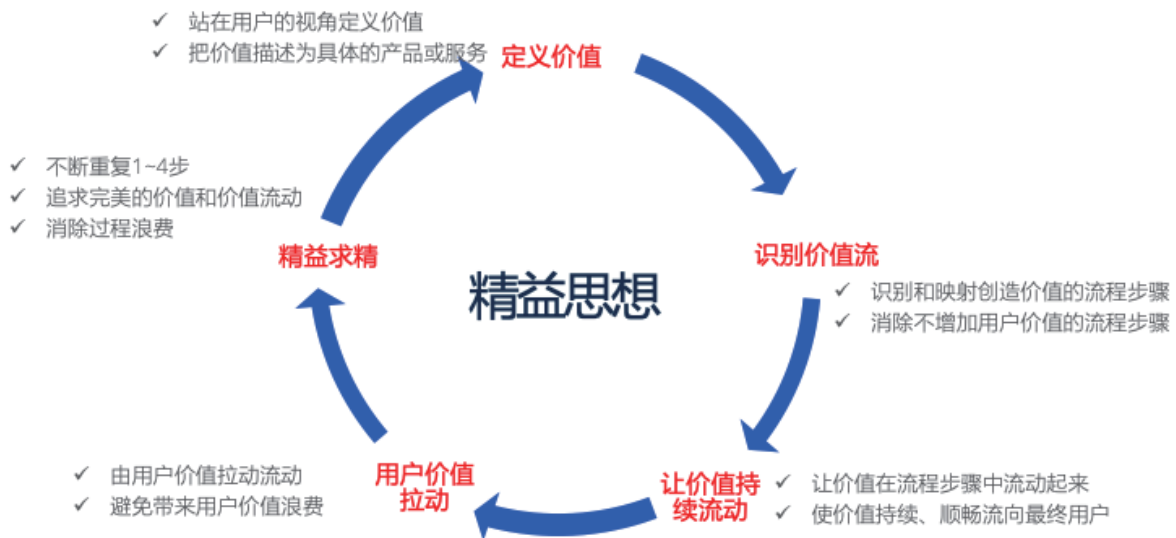 ✓ 站在用户的视角定义价值
✓ 把价值描述为具体的产品或服务
定义价值
✓ 不断重复1~4步
✓ 追求完美的价值和价值流动
✓ 消除过程浪费
精益求精
精益思想
识别价值流
✓ 识别和映射创造价值的流程步骤
✓ 消除不增加用户价值的流程步骤
✓ 由用户价值拉动流动
✓ 避免带来用户价值浪费
用户价值
拉动
让价值持
续流动
✓ 让价值在流程步骤中流动起来
✓ 使价值持续、顺畅流向最终用户